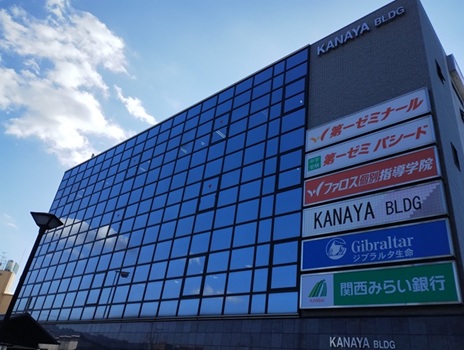 KANAYA BLDG
第一ゼミナール
第一ゼミ パシード
ファロス個別指導学院
KANAYA BLDG
Gibraltar
ジブラルタ生命
関西みらい銀行
KANAYA BLDG